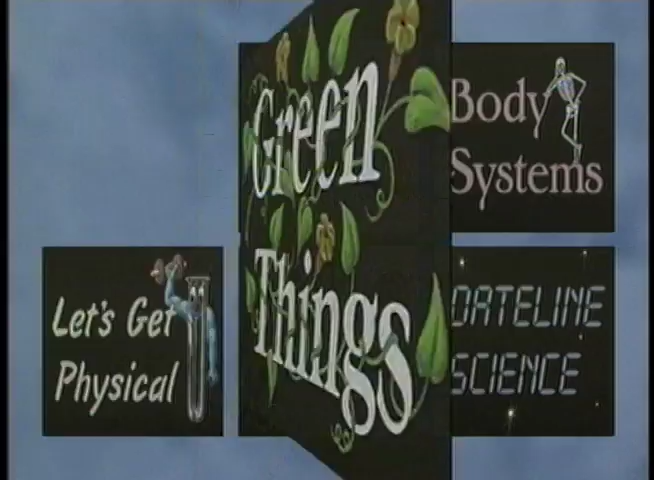 Green
Things
Body
Systems
Let's Get
Physical
DATELINE
SCIENCE